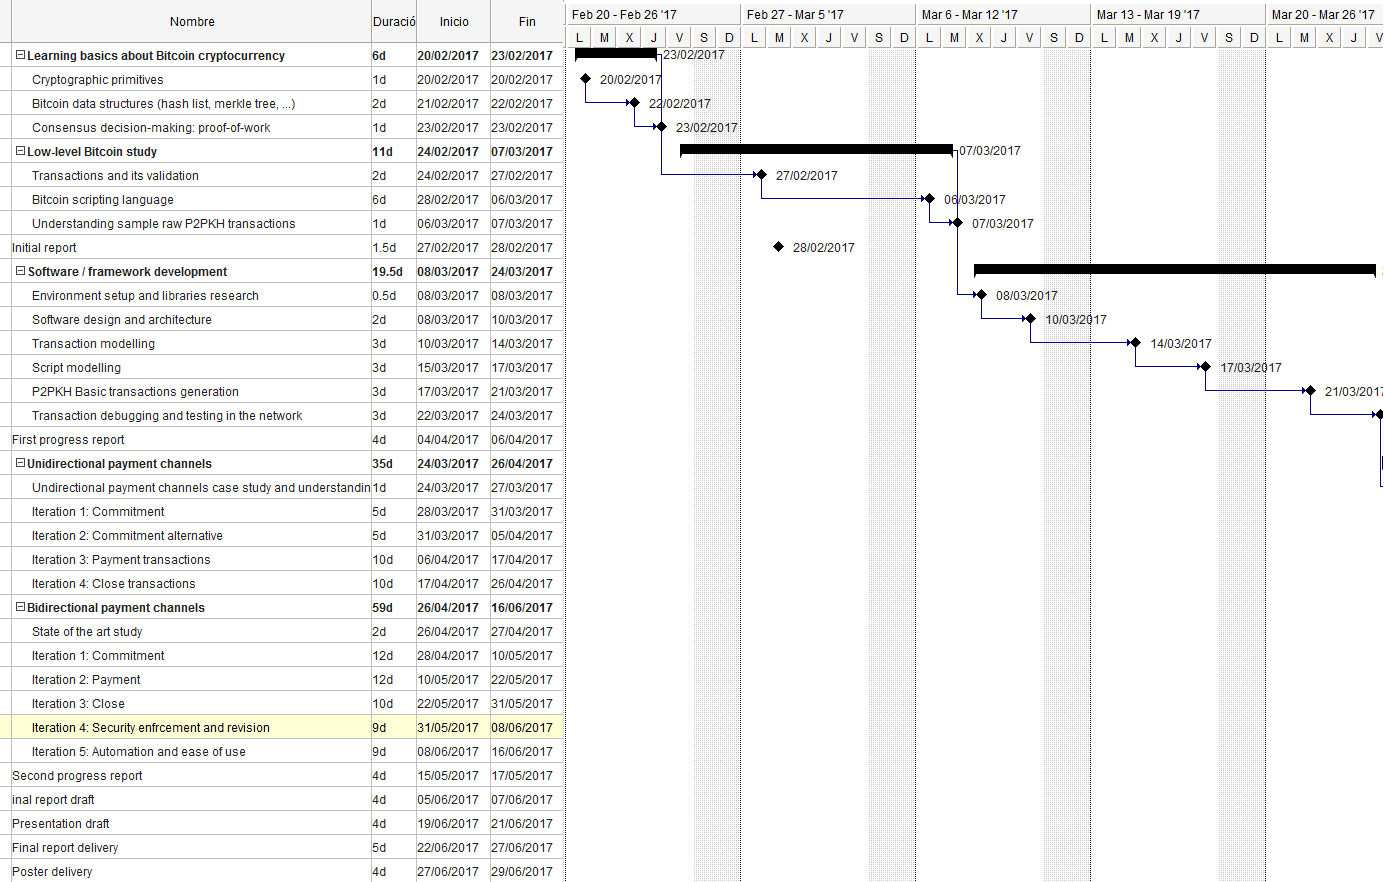 Nombre Duració Inicio Fin Feb 20 - Feb 26 '17 Feb 27 - Mar 5 '17 Mar 6 - Mar 12 '17 Mar 13 - Mar 19 '17 Mar 20 - Mar 26 '17
L M X J V S D L M X J V S D L M X J V S D L M X J V S D L M X J V
Learning basics about Bitcoin cryptocurrency 6d 20/02/2017 23/02/2017 23/02/2017
Cryptographic primitives 1d 20/02/2017 20/02/2017 20/02/2017
Bitcoin data structures (hash list, merkle tree, ...) 2d 21/02/2017 22/02/2017 22/02/2017
Consensus decision-making: proof-of-work 1d 23/02/2017 23/02/2017 23/02/2017
Low-level Bitcoin study 11d 24/02/2017 07/03/2017 07/03/2017
Transactions and its validation 2d 24/02/2017 27/02/2017 27/02/2017
Bitcoin scripting language 6d 28/02/2017 06/03/2017 06/03/2017
Understanding sample raw P2PKH transactions 1d 06/03/2017 07/03/2017 07/03/2017
Initial report 1.5d 27/02/2017 28/02/2017 28/02/2017
Software / framework development 19.5d 08/03/2017 24/03/2017
Environment setup and libraries research 0.5d 08/03/2017 08/03/2017 08/03/2017
Software design and architecture 2d 08/03/2017 10/03/2017 10/03/2017
Transaction modelling 3d 10/03/2017 14/03/2017 14/03/2017
Script modelling 3d 15/03/2017 17/03/2017 17/03/2017
P2PKH Basic transactions generation 3d 17/03/2017 21/03/2017 21/03/2017
Transaction debugging and testing in the network 3d 22/03/2017 24/03/2017
First progress report 4d 04/04/2017 06/04/2017
Unidirectional payment channels 35d 24/03/2017 26/04/2017
Undirectional payment channels case study and understandin 1d 24/03/2017 27/03/2017
Iteration 1: Commitment 5d 28/03/2017 31/03/2017
Iteration 2: Commitment alternative 5d 31/03/2017 05/04/2017
Iteration 3: Payment transactions 10d 06/04/2017 17/04/2017
Iteration 4: Close transactions 10d 17/04/2017 26/04/2017
Bidirectional payment channels 59d 26/04/2017 16/06/2017
State of the art study 2d 26/04/2017 27/04/2017
Iteration 1: Commitment 12d 28/04/2017 10/05/2017
Iteration 2: Payment 12d 10/05/2017 22/05/2017
Iteration 3: Close 10d 22/05/2017 31/05/2017
Iteration 4: Security enfrcement and revision 9d 31/05/2017 08/06/2017
Iteration 5: Automation and ease of use 9d 08/06/2017 16/06/2017
Second progress report 4d 15/05/2017 17/05/2017
inal report draft 4d 05/06/2017 07/06/2017
Presentation draft 4d 19/06/2017 21/06/2017
Final report delivery 5d 22/06/2017 27/06/2017
Poster delivery 4d 27/06/2017 29/06/2017